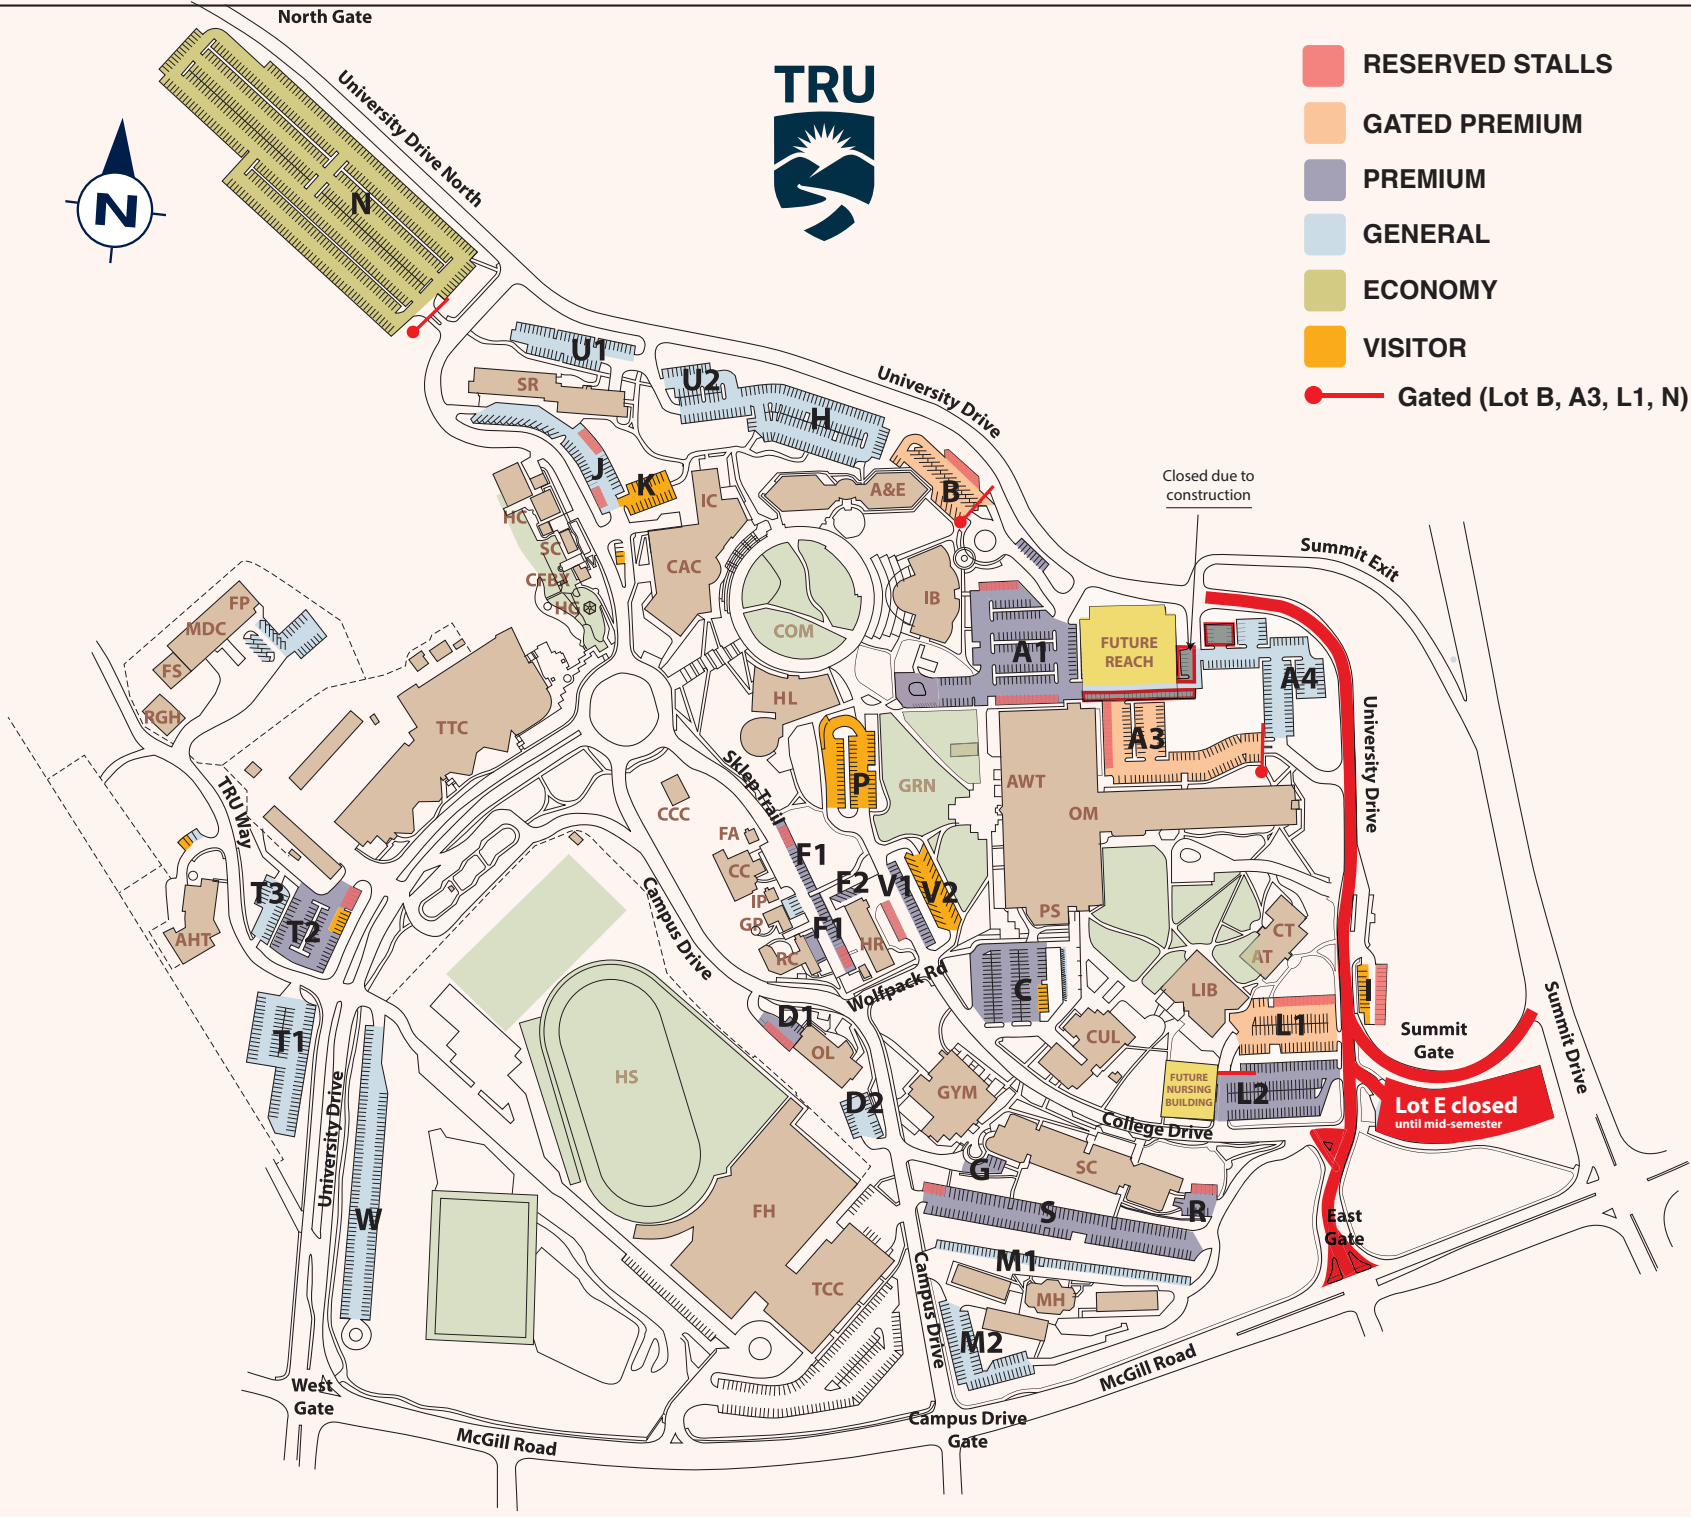 North Gate
University Drive North
TRU
N
RESERVED STALLS
GATED PREMIUM
PREMIUM
GENERAL
ECONOMY
VISITOR
Gated (Lot B, A3, L1, N)
N
U1
SR
U2
H
University Drive
J
K
IC
A&E
B
Closed due to
construction
HC
SC
CFBX
HG
CAC
COM
IB
Summit Exit
FP
MDC
FS
RGH
TTC
HL
A1
FUTURE
REACH
A4
A3
University Drive
TRU Way
Sklep Trail
P
GRN
AWT
OM
CCC
FA
CC
IP
GP
RC
F1
F2
F1
V1
V2
HR
PS
T3
T2
AHT
Campus Drive
Wolfpack Rd
C
CT
AT
LIB
I
L1
T1
D1
OL
CUL
Summit
Gate
Summit Drive
HS
GYM
FUTURE
NURSING
BUILDING
L2
Lot E closed
until mid-semester
D2
College Drive
University Drive
G
SC
W
FH
S
R
East
Gate
M1
TCC
MH
Campus Drive
M2
McGill Road
West
Gate
McGill Road
Campus Drive
Gate